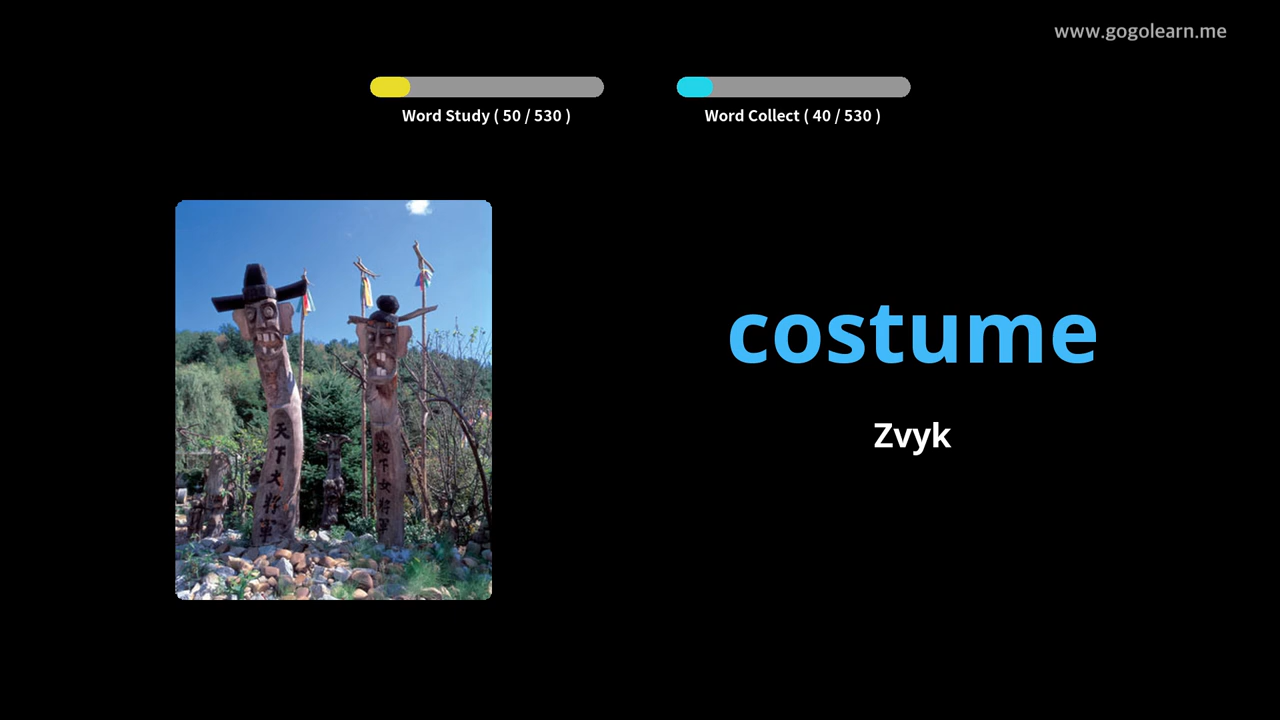 www.gogolearn.me
Word Study ( 50 / 530 )
Word Collect ( 40 / 530 )
costume
Zvyk
天下大將軍
地下女將軍